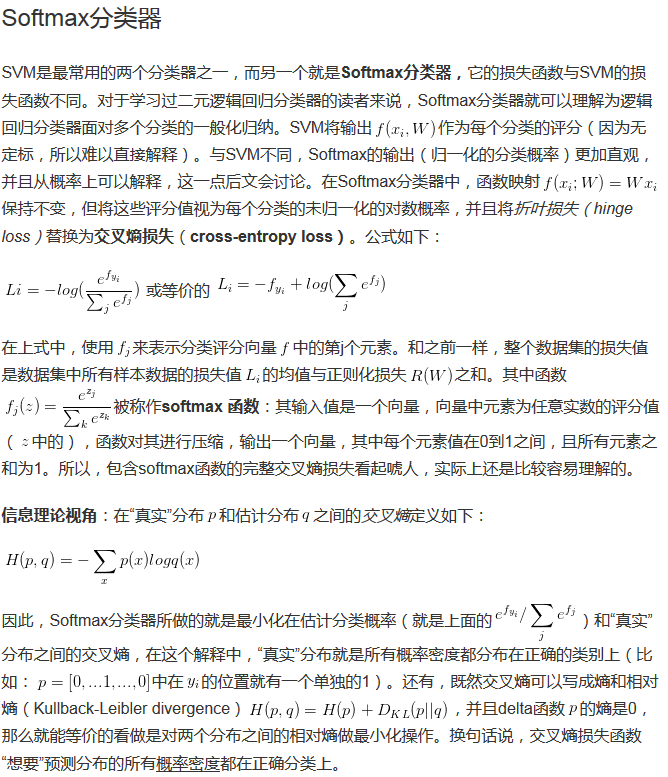 Softmax分类器
SVM是最常用的两个分类器之一，而另一个就是Softmax分类器，它的损失函数与SVM的损
失函数不同。对于学习过二元逻辑回归分类器的读者来说，Softmax分类器就可以理解为逻辑
回归分类器面对多个分类的一般化归纳。SVM将输出 f(x_i, W) 作为每个分类的评分（因为无
定标，所以难以直接解释）。与SVM不同，Softmax的输出（归一化的分类概率）更加直观，
并且从概率上可以解释，这一点后文会讨论。在Softmax分类器中，函数映射 f(x_i; W) = W x_i
保持不变，但将这些评分值视为每个分类的未归一化的对数概率，并且将折叶损失（hinge
loss）替换为交叉熵损失（cross-entropy loss）。公式如下：
Li = -log(e^{f_{y_i}} / ∑_j e^{f_j}) 或等价的 L_i = -f_{y_i} + log(∑_j e^{f_j})
在上式中，使用 f_j 来表示分类评分向量 f 中的第j个元素。和之前一样，整个数据集的损失值
是数据集中所有样本数据的损失值 L_i 的均值与正则化损失 R(W) 之和。其中函数
f_j(z) = e^{z_j} / ∑_k e^{z_k} 被称作softmax 函数：其输入值是一个向量，向量中元素为任意实数的评分值
（ z 中的），函数对其进行压缩，输出一个向量，其中每个元素值在0到1之间，且所有元素之
和为1。所以，包含softmax函数的完整交叉熵损失看起唬人，实际上还是比较容易理解的。
信息理论视角：在“真实”分布 p 和估计分布 q 之间的交叉熵定义如下：
H(p, q) = -∑_x p(x)logq(x)
因此，Softmax分类器所做的就是最小化在估计分类概率（就是上面的 e^{f_{y_i}} / ∑_j e^{f_j} ）和“真实”
分布之间的交叉熵，在这个解释中，“真实”分布就是所有概率密度都分布在正确的类别上（比
如： p = [0, ...1, ..., 0] 中在 y_i 的位置就有一个单独的1）。还有，既然交叉熵可以写成熵和相对
熵（Kullback-Leibler divergence） H(p, q) = H(p) + D_{KL}(p||q) ，并且delta函数 p 的熵是0，
那么就能等价的看做是对两个分布之间的相对熵做最小化操作。换句话说，交叉熵损失函数
“想要”预测分布的所有概率密度都在正确分类上。